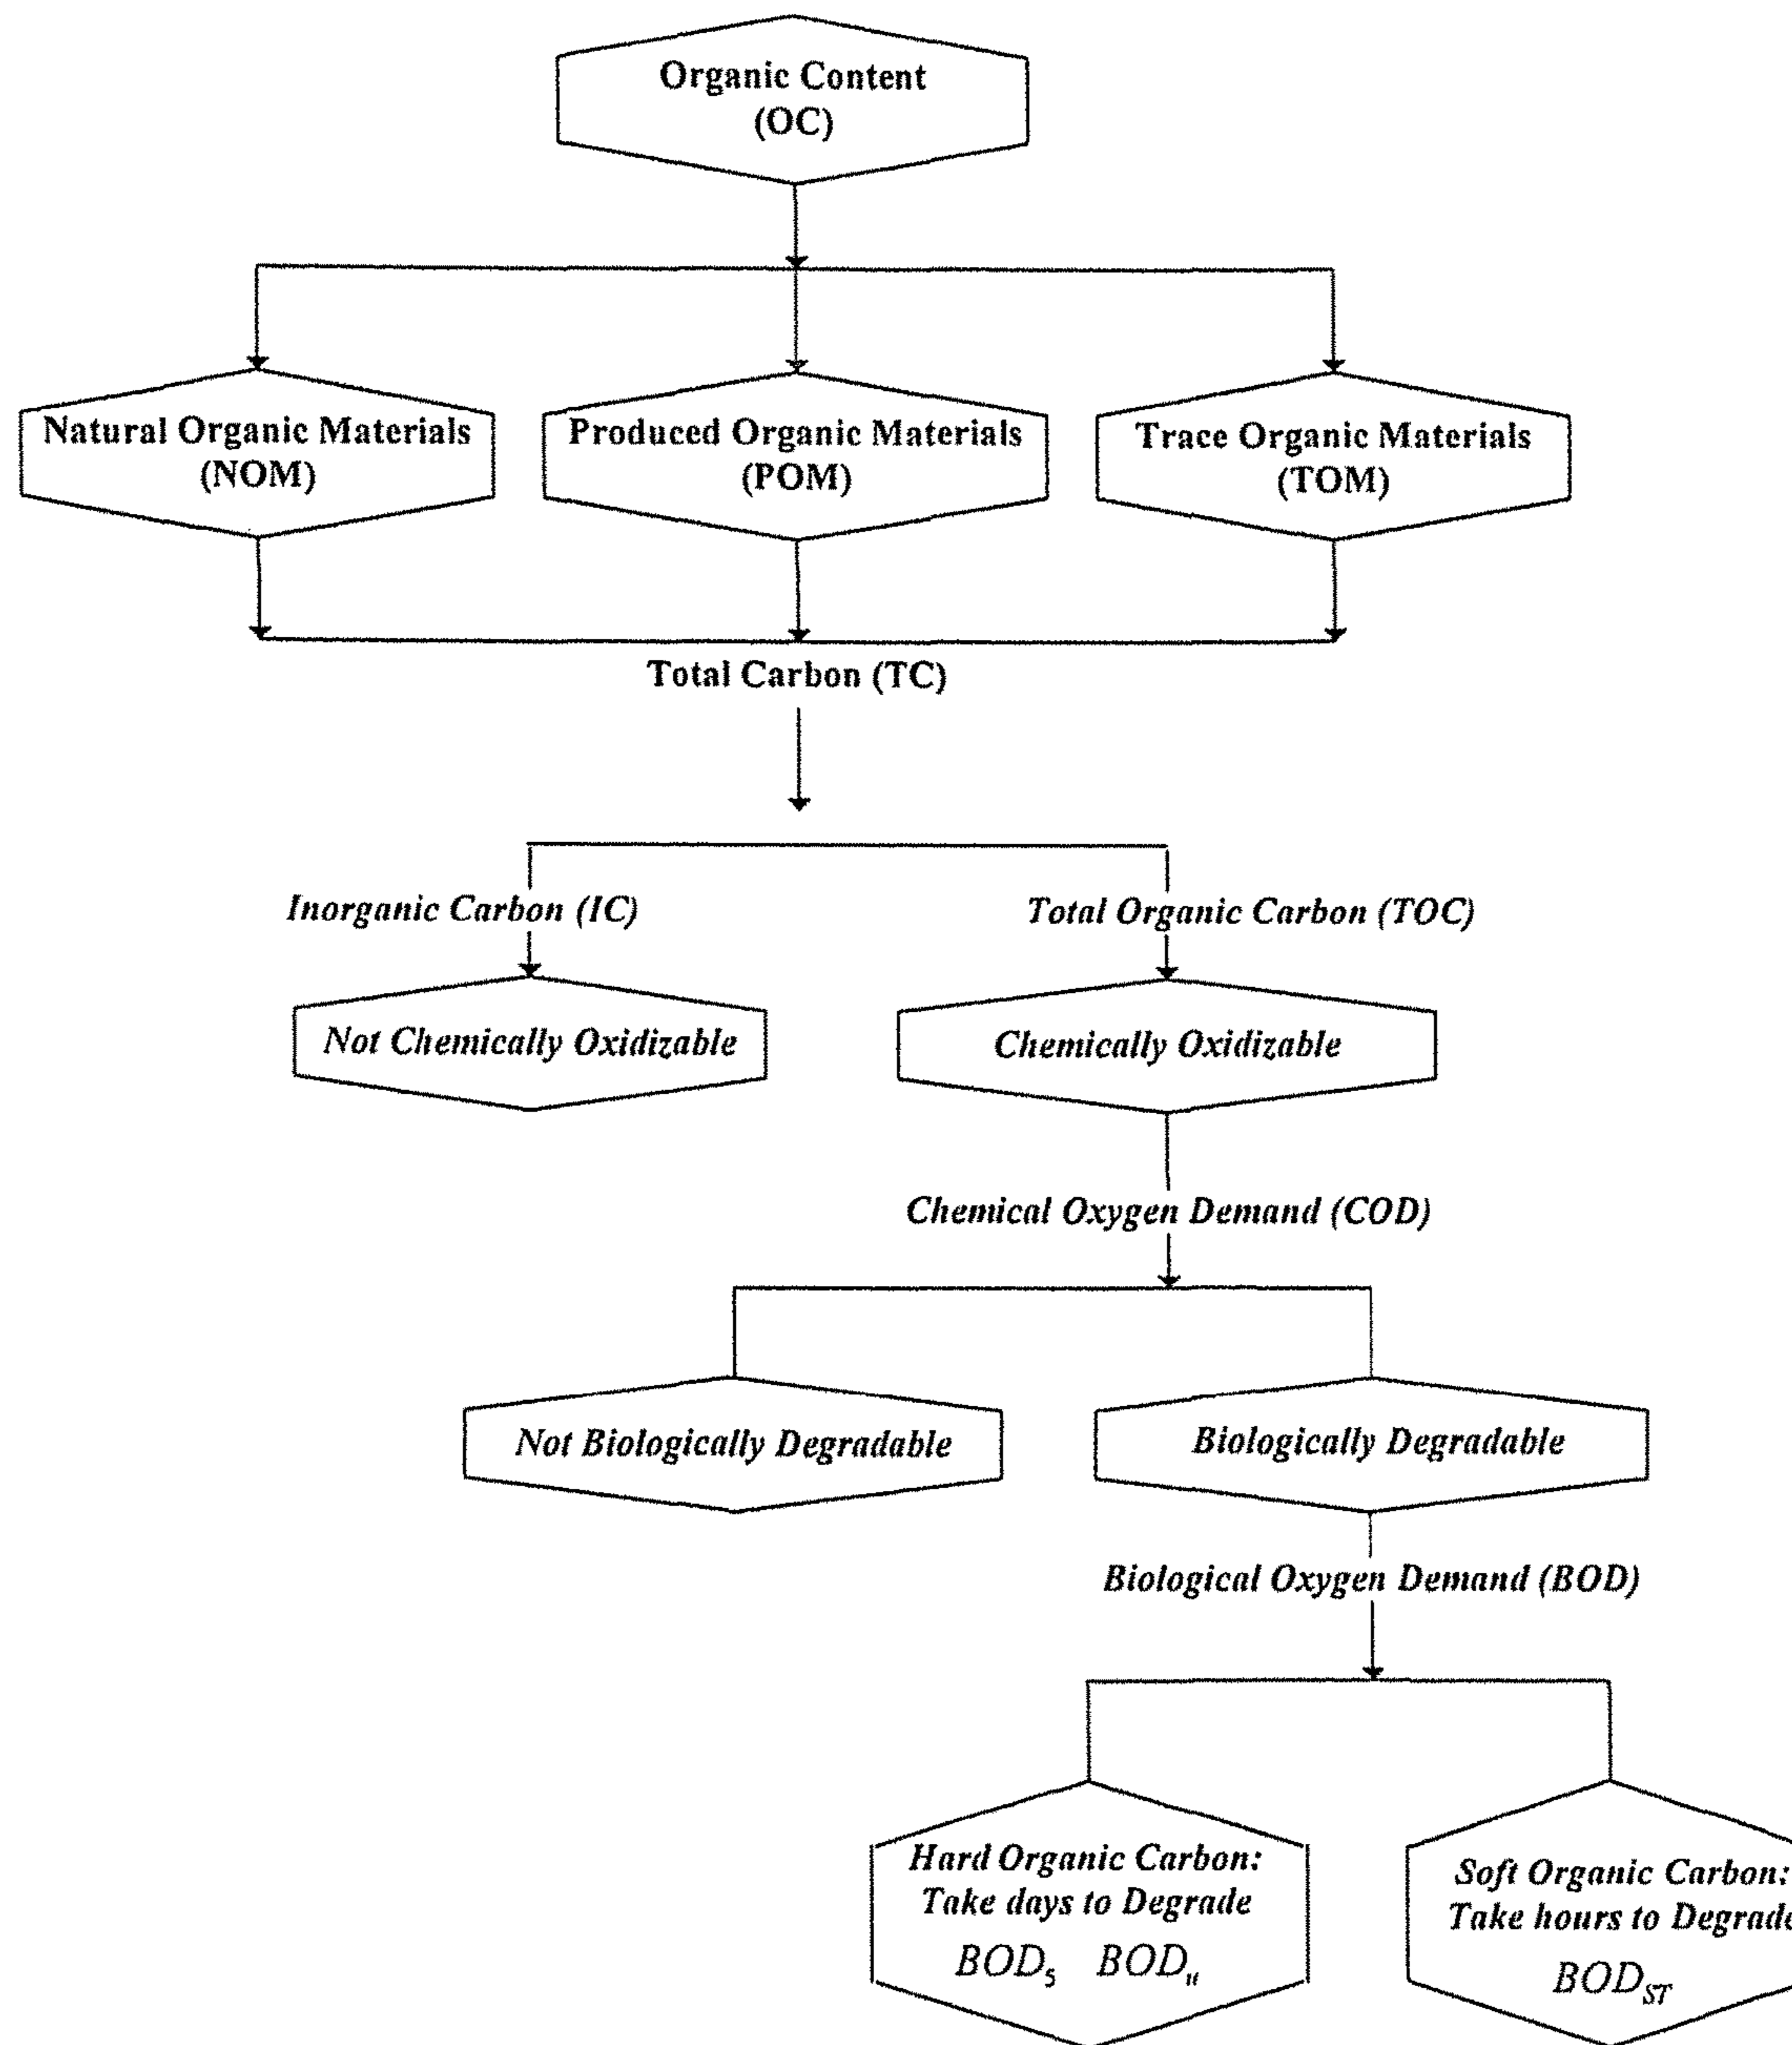 Organic Content
(OC)
Natural Organic Materials
(NOM)
Produced Organic Materials
(POM)
Trace Organic Materials
(TOM)
Total Carbon (TC)
Inorganic Carbon (IC)
Total Organic Carbon (TOC)
Not Chemically Oxidizable
Chemically Oxidizable
Chemical Oxygen Demand (COD)
Not Biologically Degradable
Biologically Degradable
Biological Oxygen Demand (BOD)
Hard Organic Carbon:
Take days to Degrade
BOD₅ BODᵤ
Soft Organic Carbon:
Take hours to Degrade
BOD_ST